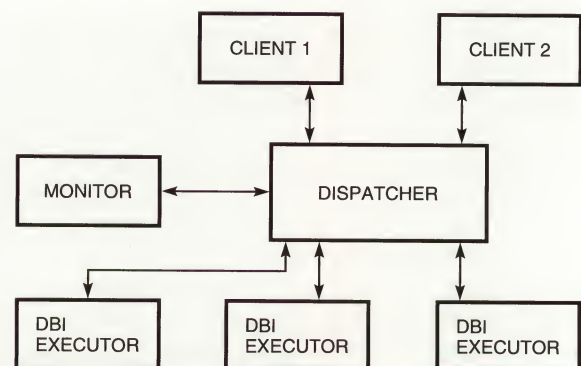 CLIENT 1
CLIENT 2
MONITOR
DISPATCHER
DBI
EXECUTOR
DBI
EXECUTOR
DBI
EXECUTOR